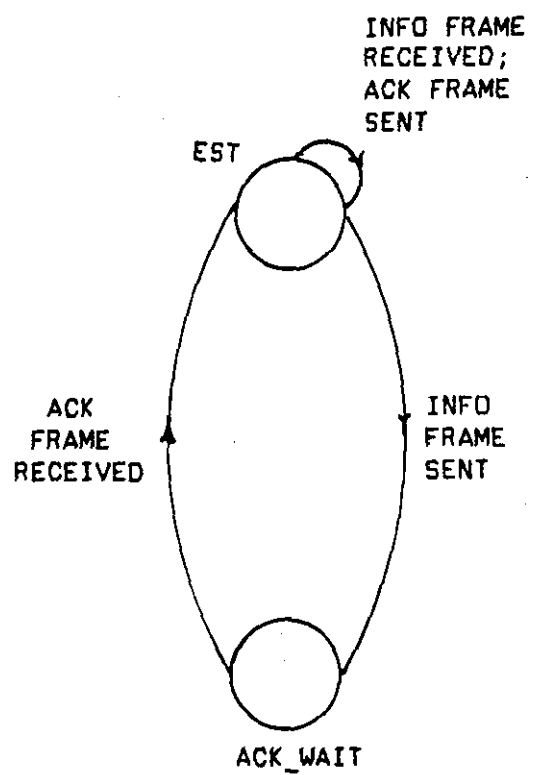 INFO FRAME
RECEIVED;
ACK FRAME
SENT
EST
ACK
FRAME
RECEIVED
INFO
FRAME
SENT
ACK_WAIT